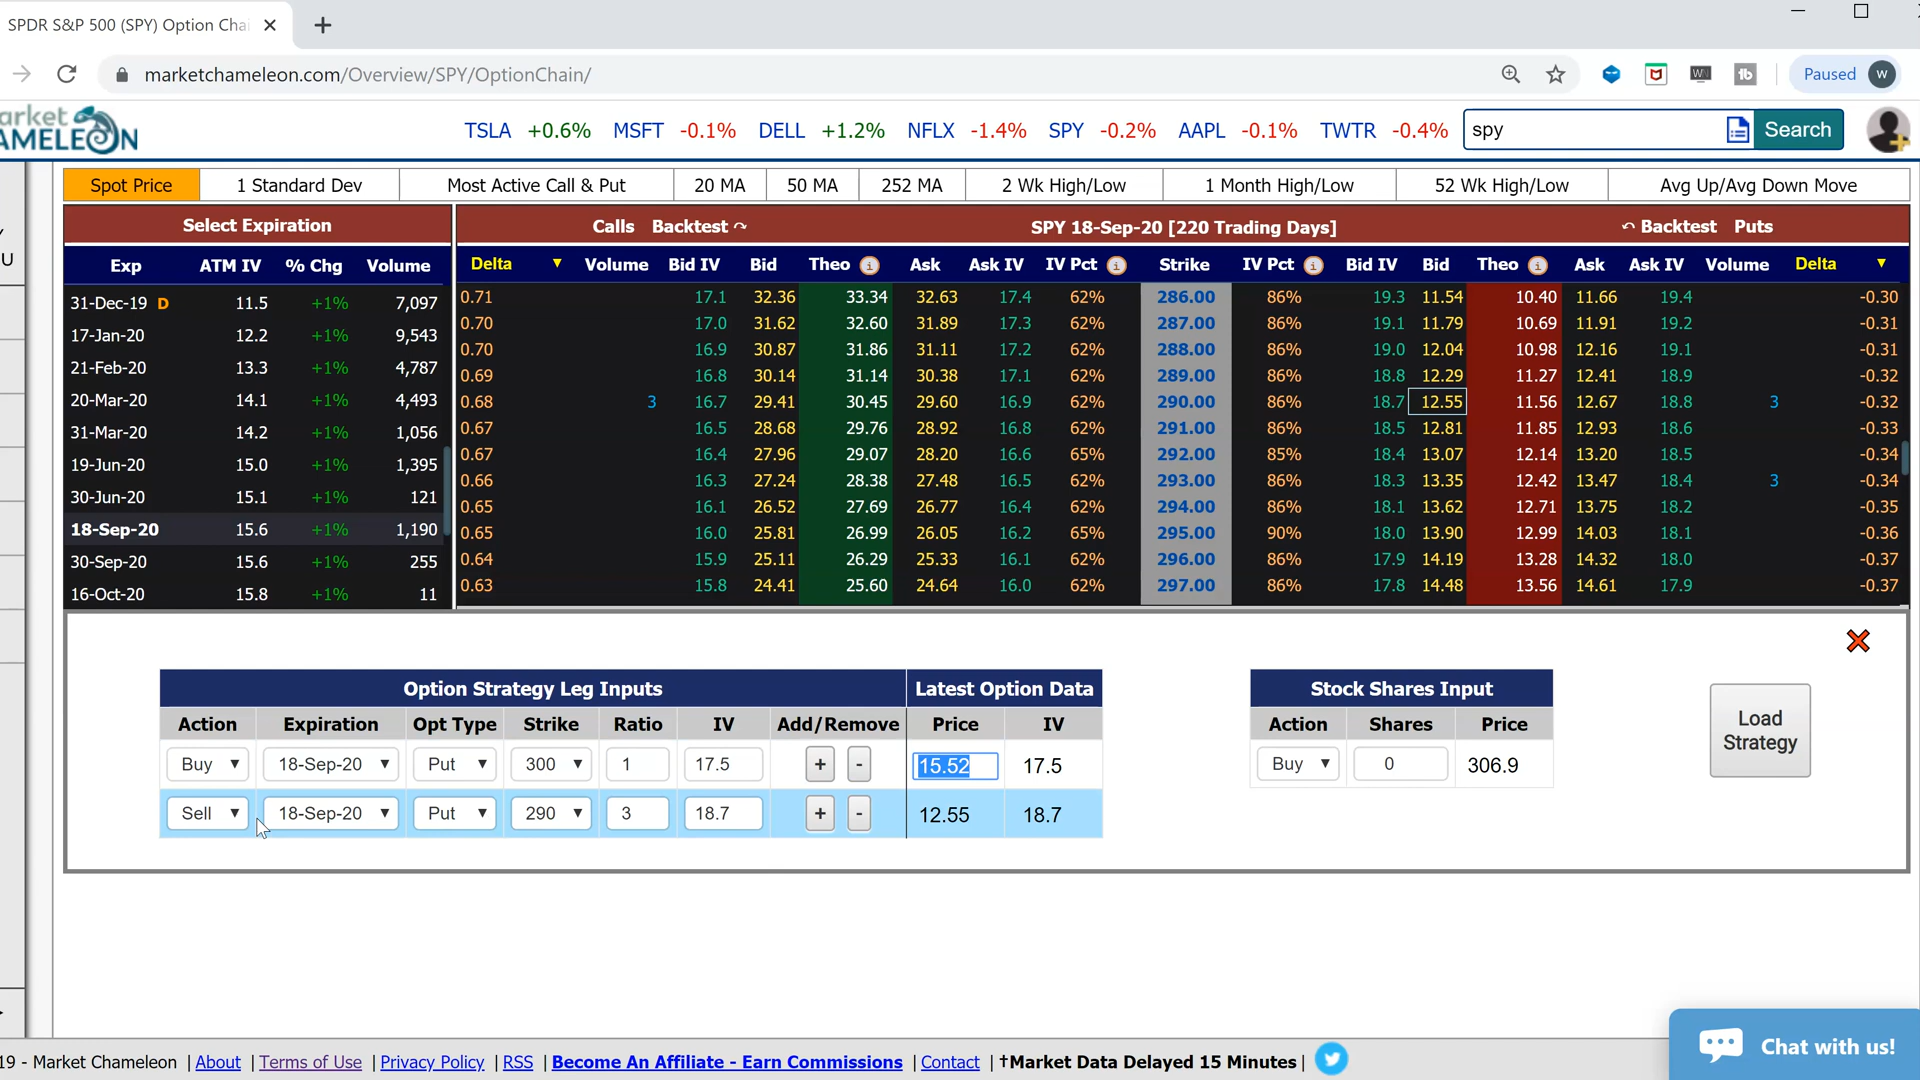 SPDR S&P 500 (SPY) Option Chai
marketchameleon.com/Overview/SPY/OptionChain/
Paused W
arket
AMELEON
TSLA +0.6% MSFT -0.1% DELL +1.2% NFLX -1.4% SPY -0.2% AAPL -0.1% TWTR -0.4% spy Search
Spot Price 1 Standard Dev Most Active Call & Put 20 MA 50 MA 252 MA 2 Wk High/Low 1 Month High/Low 52 Wk High/Low Avg Up/Avg Down Move
Select Expiration Calls Backtest SPY 18-Sep-20 [220 Trading Days] Backtest Puts
Exp ATM IV % Chg Volume Delta ▼ Volume Bid IV Bid Theo i Ask Ask IV IV Pct i Strike IV Pct i Bid IV Bid Theo i Ask Ask IV Volume Delta ▼
31-Dec-19 D 11.5 +1% 7,097 0.71 17.1 32.36 33.34 32.63 17.4 62% 286.00 86% 19.3 11.54 10.40 11.66 19.4 -0.30
17-Jan-20 12.2 +1% 9,543 0.70 17.0 31.62 32.60 31.89 17.3 62% 287.00 86% 19.1 11.79 10.69 11.91 19.2 -0.31
21-Feb-20 13.3 +1% 4,787 0.70 16.9 30.87 31.86 31.11 17.2 62% 288.00 86% 19.0 12.04 10.98 12.16 19.1 -0.31
20-Mar-20 14.1 +1% 4,493 0.69 16.8 30.14 31.14 30.38 17.1 62% 289.00 86% 18.8 12.29 11.27 12.41 18.9 -0.32
31-Mar-20 14.2 +1% 1,056 0.68 3 16.7 29.41 30.45 29.60 16.9 62% 290.00 86% 18.7 12.55 11.56 12.67 18.8 3 -0.32
19-Jun-20 15.0 +1% 1,395 0.67 16.5 28.68 29.76 28.92 16.8 62% 291.00 86% 18.5 12.81 11.85 12.93 18.6 -0.33
30-Jun-20 15.1 +1% 121 0.67 16.4 27.96 29.07 28.20 16.6 65% 292.00 85% 18.4 13.07 12.14 13.20 18.5 -0.34
18-Sep-20 15.6 +1% 1,190 0.66 16.3 27.24 28.38 27.48 16.5 62% 293.00 86% 18.3 13.35 12.42 13.47 18.4 3 -0.34
30-Sep-20 15.6 +1% 255 0.65 16.1 26.52 27.69 26.77 16.4 62% 294.00 86% 18.1 13.62 12.71 13.75 18.2 -0.35
16-Oct-20 15.8 +1% 11 0.65 16.0 25.81 26.99 26.05 16.2 65% 295.00 90% 18.0 13.90 12.99 14.03 18.1 -0.36
0.64 15.9 25.11 26.29 25.33 16.1 62% 296.00 86% 17.9 14.19 13.28 14.32 18.0 -0.37
0.63 15.8 24.41 25.60 24.64 16.0 62% 297.00 86% 17.8 14.48 13.56 14.61 17.9 -0.37
Option Strategy Leg Inputs Latest Option Data Stock Shares Input
Action Expiration Opt Type Strike Ratio IV Add/Remove Price IV Action Shares Price
Buy ▼ 18-Sep-20 ▼ Put ▼ 300 ▼ 1 17.5 + - 15.52 17.5 Buy ▼ 0 306.9
Sell ▼ 18-Sep-20 ▼ Put ▼ 290 ▼ 3 18.7 + - 12.55 18.7
Load
Strategy
Chat with us!
19 - Market Chameleon | About | Terms of Use | Privacy Policy | RSS | Become An Affiliate - Earn Commissions | Contact | †Market Data Delayed 15 Minutes |